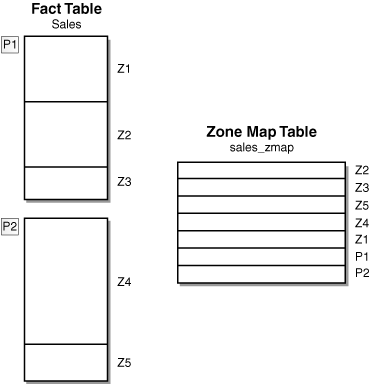 Fact Table
Sales
P1
Z1
Z2
Z3
P2
Z4
Z5
Zone Map Table
sales_zmap
Z2
Z3
Z5
Z4
Z1
P1
P2